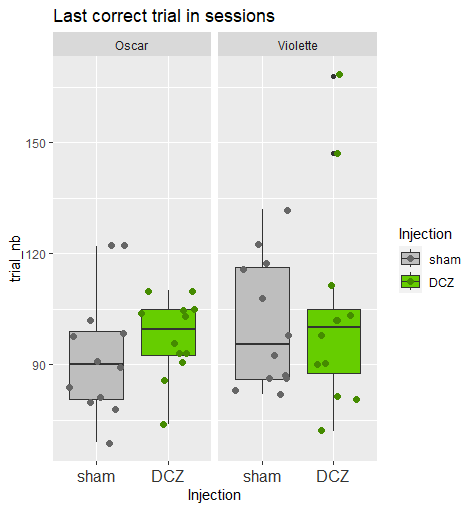 Last correct trial in sessions
Oscar
Violette
150
120
90
trial_nb
sham
DCZ
sham
DCZ
Injection
Injection
sham
DCZ